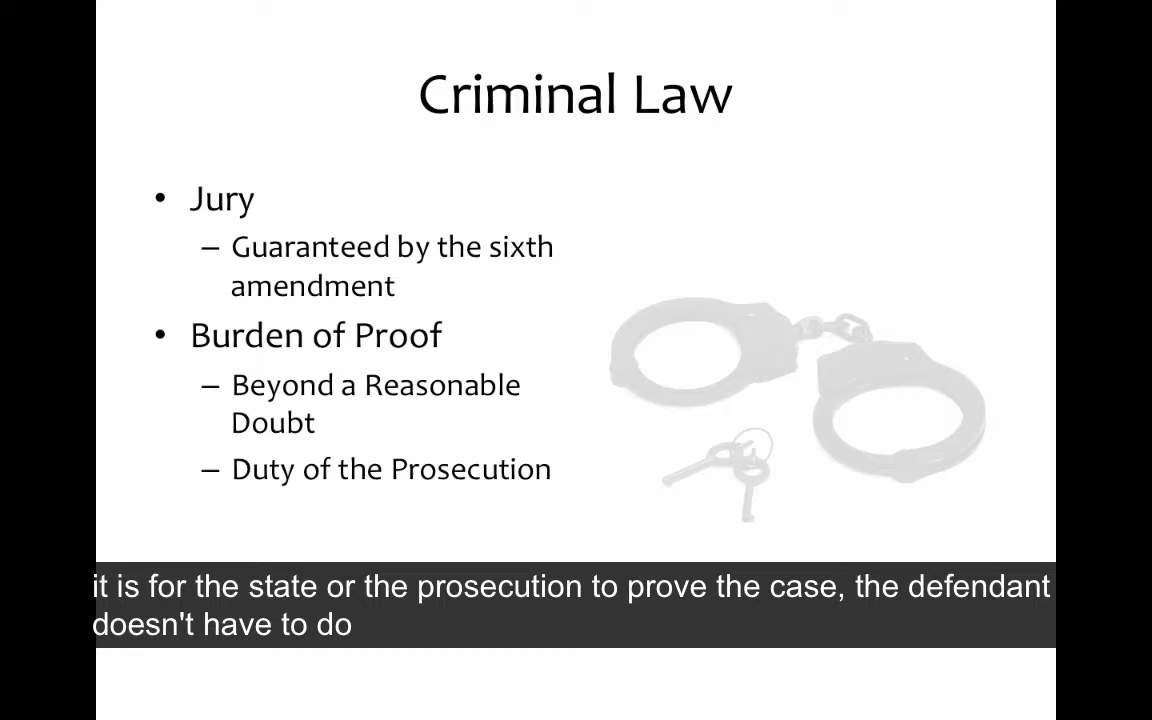 Criminal Law
• Jury
– Guaranteed by the sixth
amendment
• Burden of Proof
– Beyond a Reasonable
Doubt
– Duty of the Prosecution
it is for the state or the prosecution to prove the case, the defendant
doesn't have to do